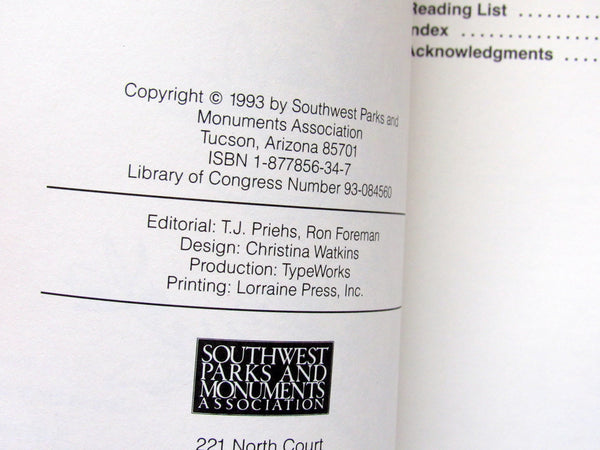 Copyright © 1993 by Southwest Parks and
Monuments Association
Tucson, Arizona 85701
ISBN 1-877856-34-7
Library of Congress Number 93-084560
Editorial: T.J. Priehs, Ron Foreman
Design: Christina Watkins
Production: TypeWorks
Printing: Lorraine Press, Inc.
SOUTHWEST
PARKS AND
MONUMENTS
ASSOCIATION
221 North Court
Reading List ........
Index ..............
Acknowledgments ....